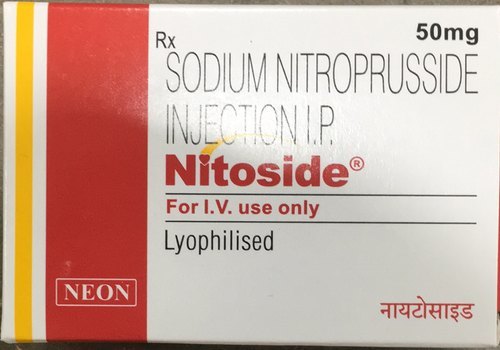 50mg
Rx
SODIUM NITROPRUSSIDE
INJECTION I.P.
Nitoside®
For I.V. use only
Lyophilised
NEON
नायटोसाइड